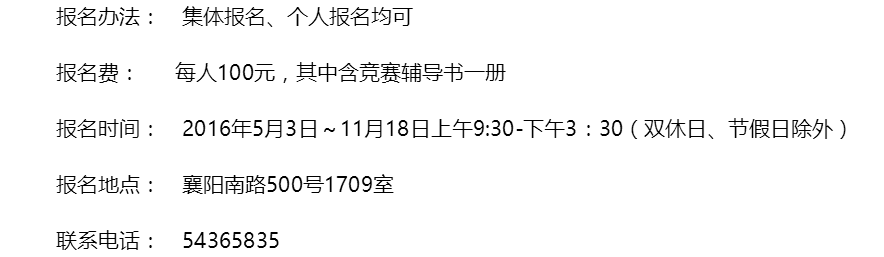 报名办法： 集体报名、个人报名均可
报名费： 每人100元，其中含竞赛辅导书一册
报名时间： 2016年5月3日～11月18日上午9:30-下午3：30（双休日、节假日除外）
报名地点： 襄阳南路500号1709室
联系电话： 54365835